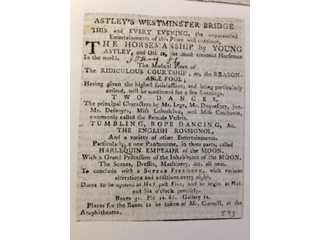 ASTLEY's WESTMINSTER BRIDGE.
THIS and EVERY EVENING, the unparalleled
Entertainments of this Place will continue,
THE HORSEMANSHIP by YOUNG
ASTLEY, and Others, the most eminent Horsemen
in the world.
The Musical Piece of
The RIDICULOUS COURTSHIP; or, the REASON-
ABLE FOOL;
Having given the highest satisfaction; and being particularly
desired, will be continued for a few Evenings.
TWO DANCES,
The principal Characters by Mr. Lyns, Mr. Duquesney, jun.
Mr. Dufwyer, Miss and Miss Constance,
commonly called the Female Vestris.
TUMBLING, ROPE DANCING, &c.
THE ENGLISH ROSSIGNOL,
And a variety of other Entertainments.
Particularly, a new Pantomime, in three parts, called
HARLEQUIN EMPEROR of the MOON.
With a Grand Procession of the Inhabitants of the MOON.
The Scenes, Dresses, Machinery, &c. all new.
To conclude with a SUPERB FIREWORK, with various
alterations and additions every night.
Doors to be opened at Half past Five, and to begin at Half
past Six o'clock precisely.
Boxes 3s. Pit 2s. Gallery 1s.
Places for the Boxes to be taken of Mr. Connell, at the
Amphitheatre.